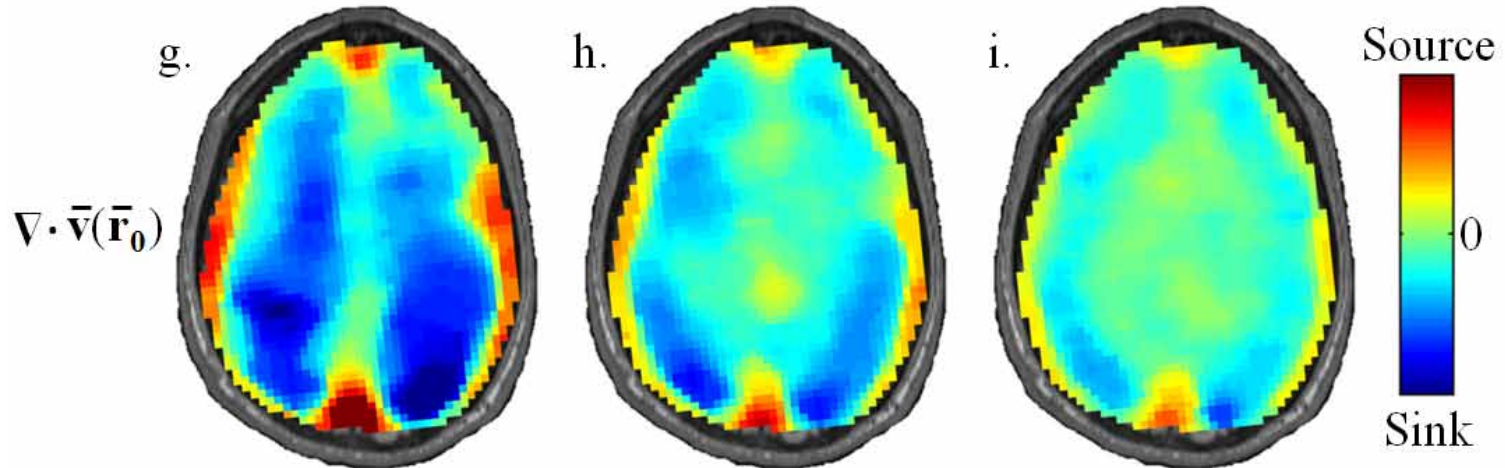 g.
h.
i.
Source
∇ · v̄(r̄₀)
0
Sink